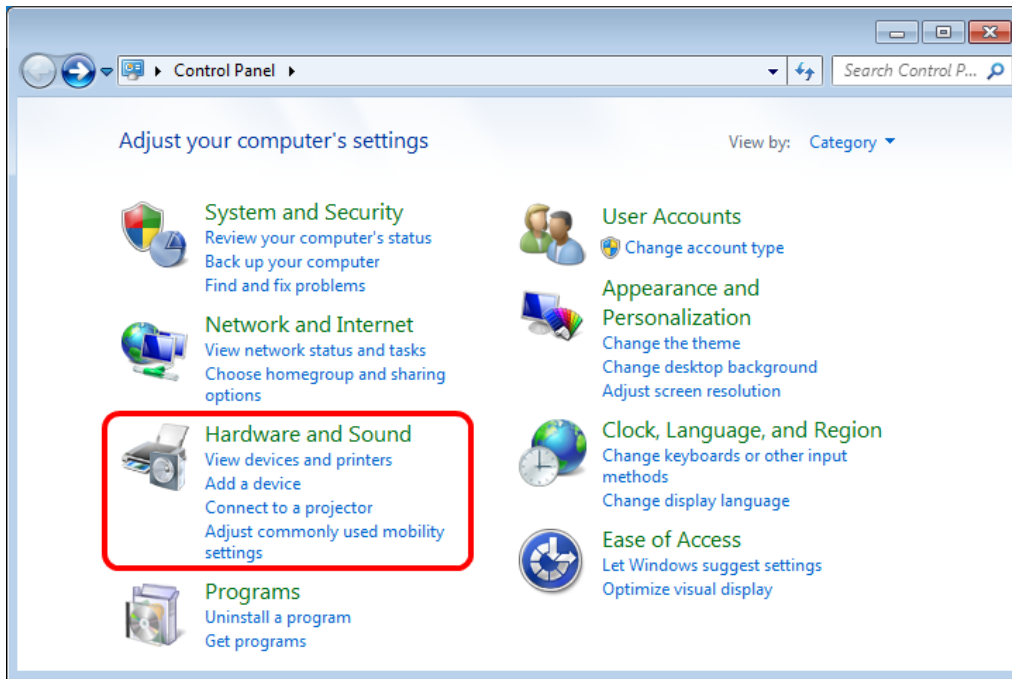 Control Panel
Search Control P...
Adjust your computer's settings
View by: Category
System and Security
Review your computer's status
Back up your computer
Find and fix problems
Network and Internet
View network status and tasks
Choose homegroup and sharing
options
Hardware and Sound
View devices and printers
Add a device
Connect to a projector
Adjust commonly used mobility
settings
Programs
Uninstall a program
Get programs
User Accounts
Change account type
Appearance and
Personalization
Change the theme
Change desktop background
Adjust screen resolution
Clock, Language, and Region
Change keyboards or other input
methods
Change display language
Ease of Access
Let Windows suggest settings
Optimize visual display